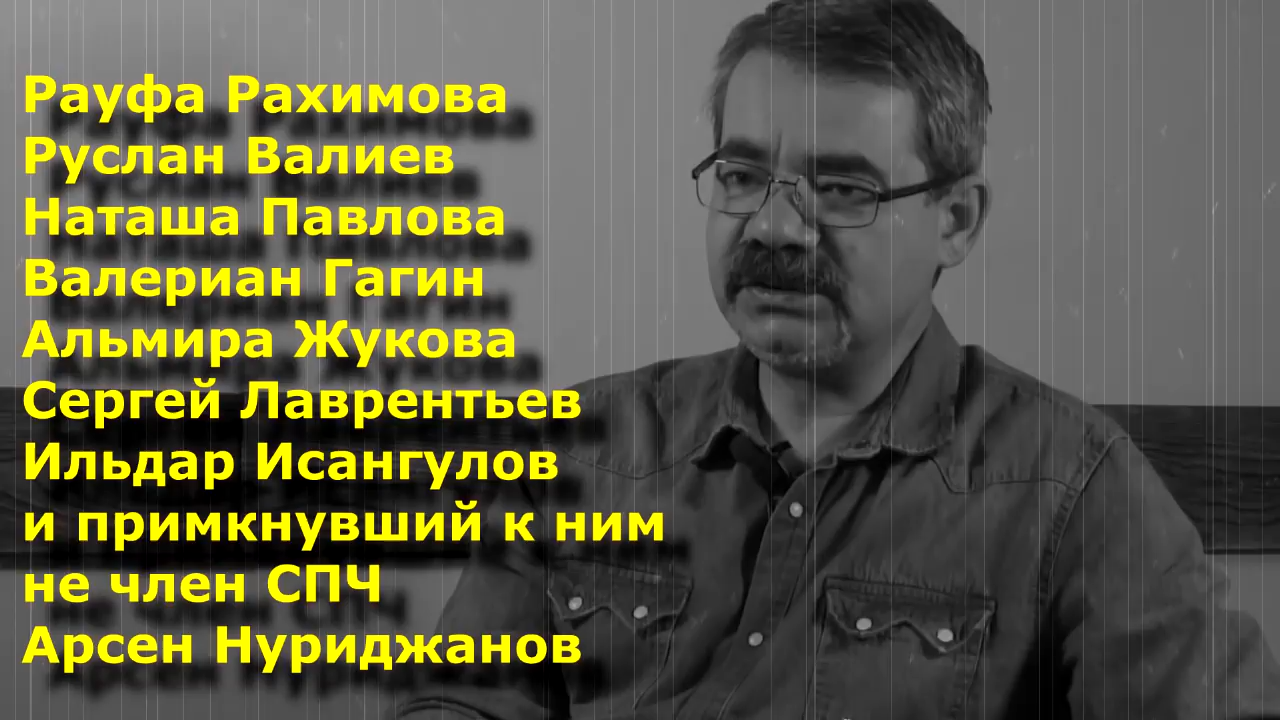 Рауфа Рахимова
Руслан Валиев
Наташа Павлова
Валериан Гагин
Альмира Жукова
Сергей Лаврентьев
Ильдар Исангулов
и примкнувший к ним
не член СПЧ
Арсен Нуриджанов